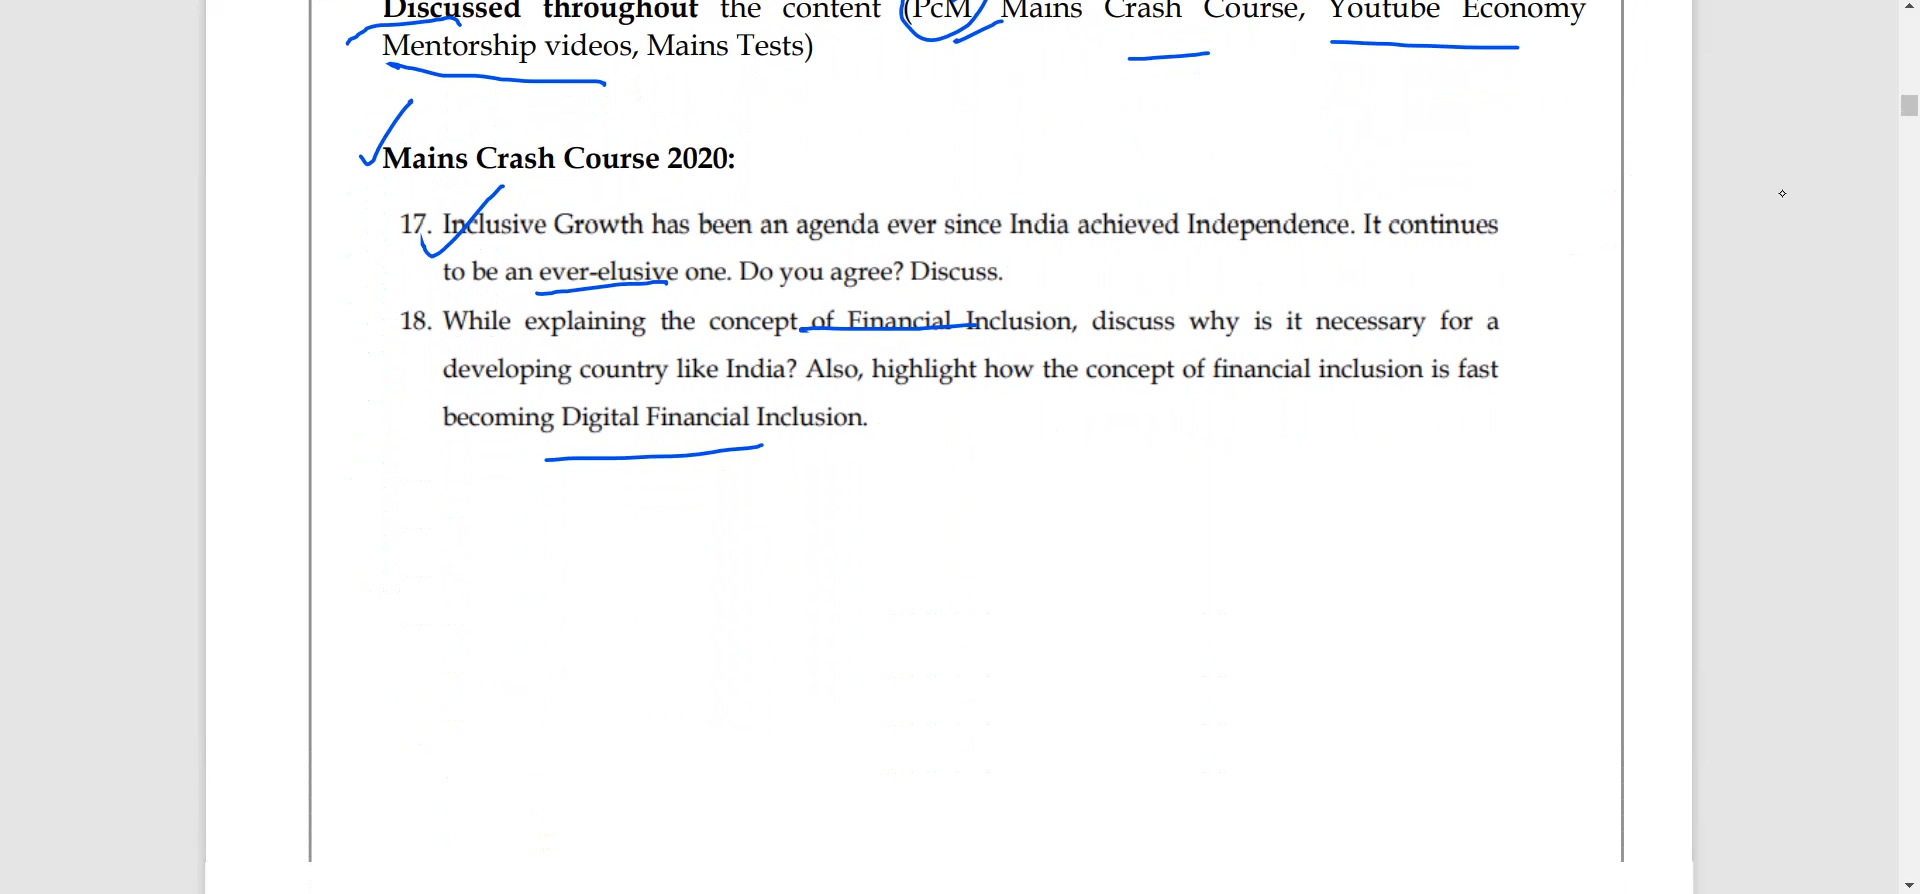 Discussed throughout the content (PcM, Mains Crash Course, Youtube Economy
Mentorship videos, Mains Tests)
Mains Crash Course 2020:
17. Inclusive Growth has been an agenda ever since India achieved Independence. It continues
to be an ever-elusive one. Do you agree? Discuss.
18. While explaining the concept of Financial Inclusion, discuss why is it necessary for a
developing country like India? Also, highlight how the concept of financial inclusion is fast
becoming Digital Financial Inclusion.